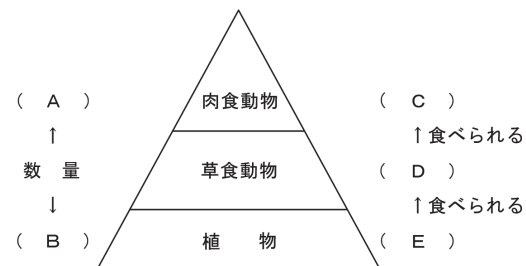 ( A ) 肉食動物 ( C )
↑ ↑食べられる
数 量 草食動物 ( D )
↓ ↑食べられる
( B ) 植 物 ( E )